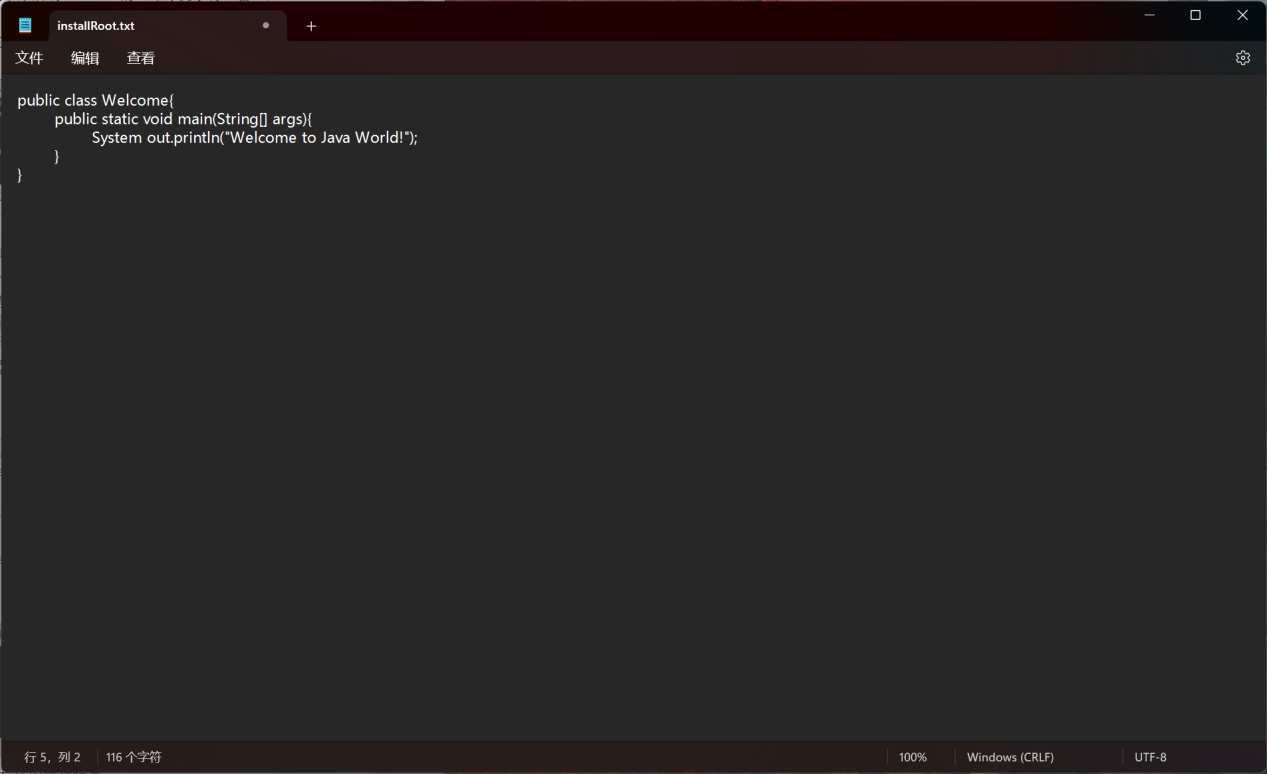 installRoot.txt
文件 编辑 查看
public class Welcome{
public static void main(String[] args){
System out.println("Welcome to Java World!");
}
}
行 5，列 2 116 个字符 100% Windows (CRLF) UTF-8